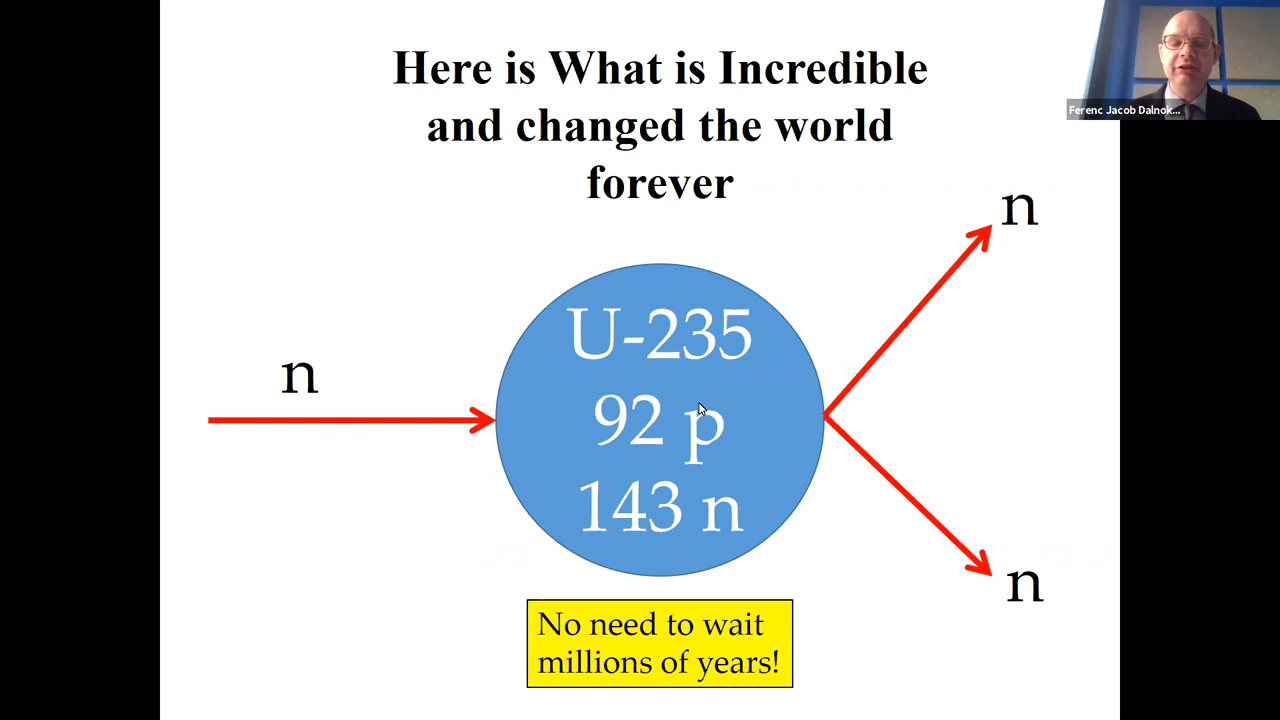 Here is What is Incredible
and changed the world
forever
Ferenc Jacob Dalnok...
n
n
U-235
92 p
143 n
n
No need to wait
millions of years!